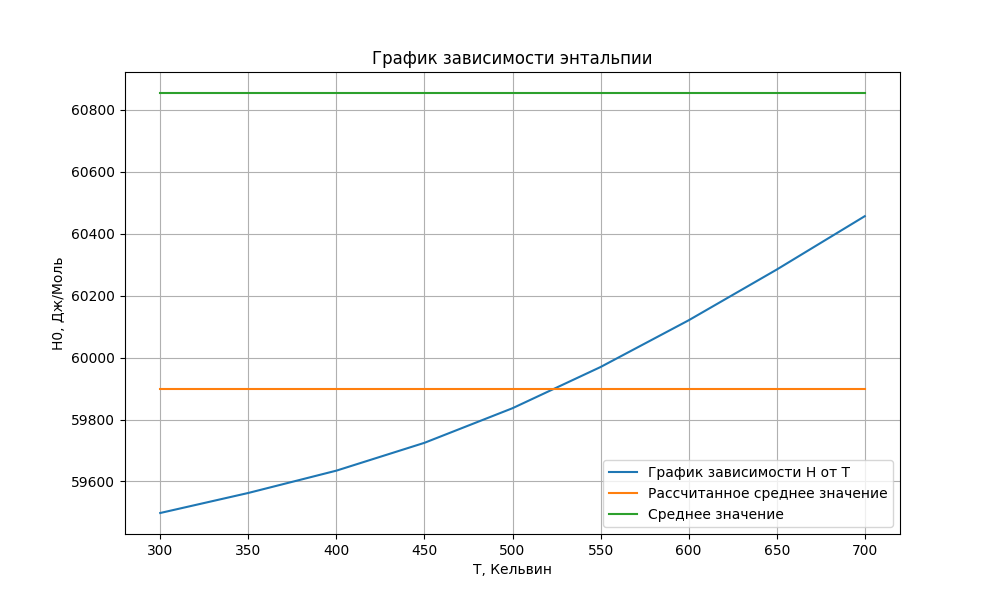 График зависимости энтальпии
60800
60600
60400
60200
60000
59800
59600
H0, Дж/Моль
300 350 400 450 500 550 600 650 700
T, Кельвин
График зависимости H от T
Рассчитанное среднее значение
Среднее значение